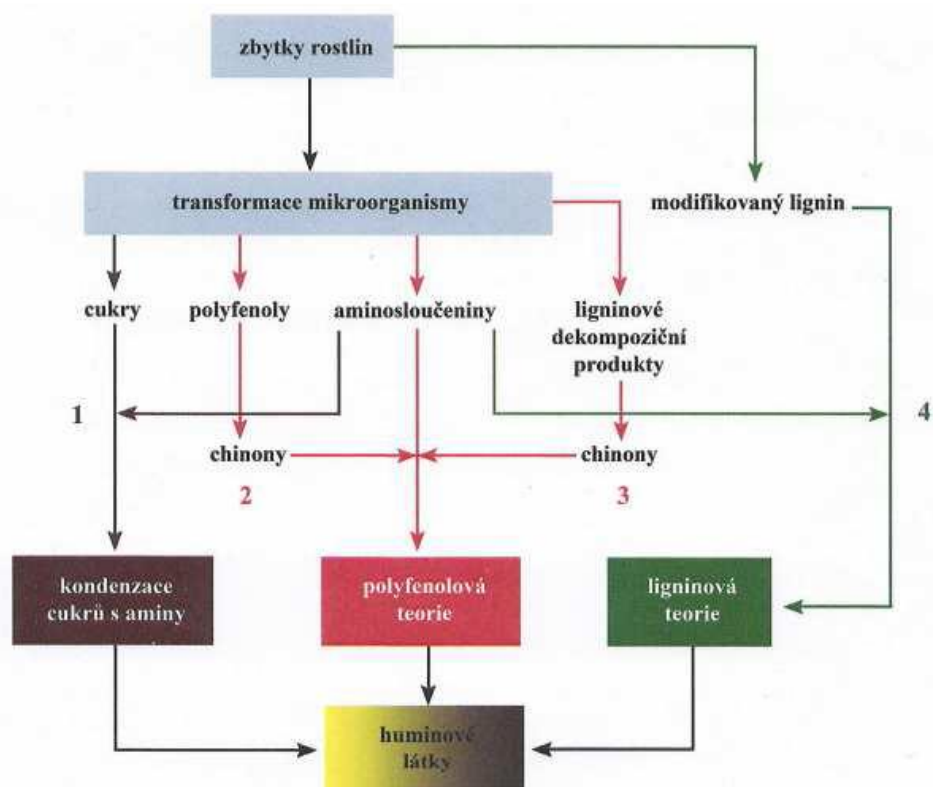 zbytky rostlin
transformace mikroorganismy
modifikovaný lignin
cukry
polyfenoly
aminosloučeniny
ligninové
dekompoziční
produkty
1
4
chinony
chinony
2
3
kondenzace
cukrů s aminy
polyfenolová
teorie
ligninová
teorie
huminové
látky